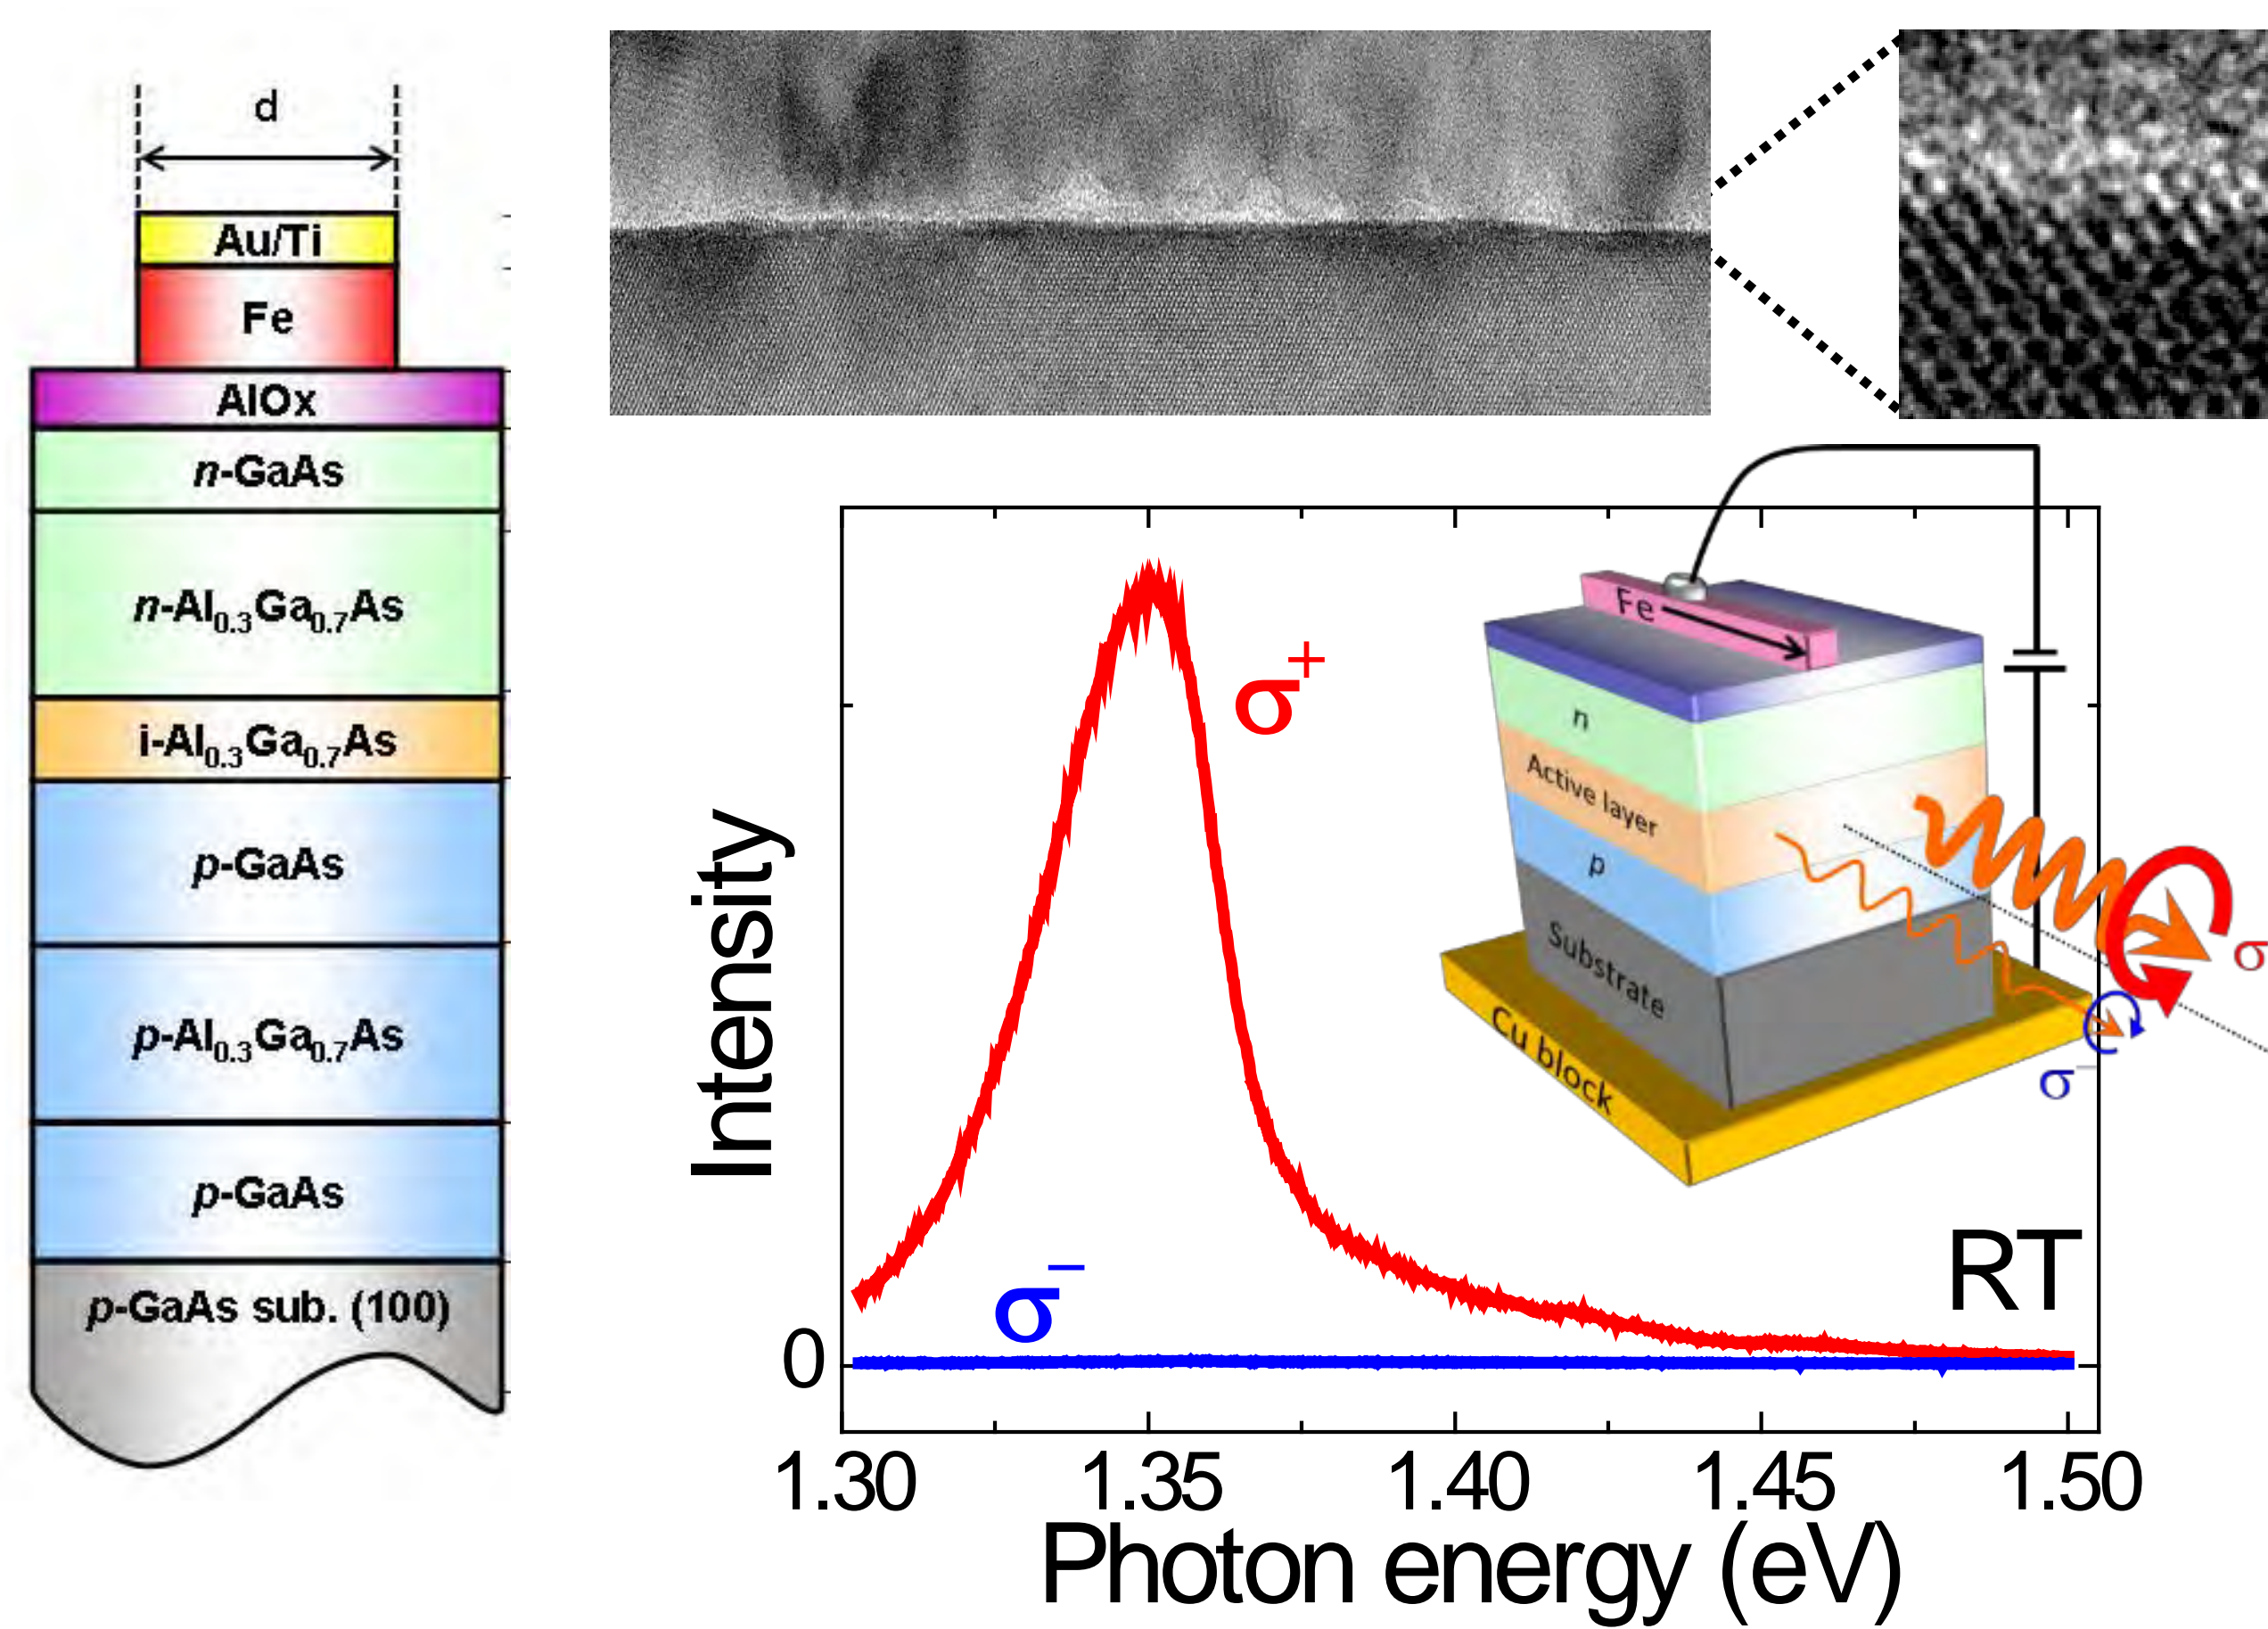 d
Au/Ti
Fe
AlOx
n-GaAs
n-Al0.3Ga0.7As
i-Al0.3Ga0.7As
p-GaAs
p-Al0.3Ga0.7As
p-GaAs
p-GaAs sub. (100)
Intensity
0
σ+
σ−
RT
1.30 1.35 1.40 1.45 1.50
Photon energy (eV)
Fe
n
Active layer
p
Substrate
Cu block
σ
σ−